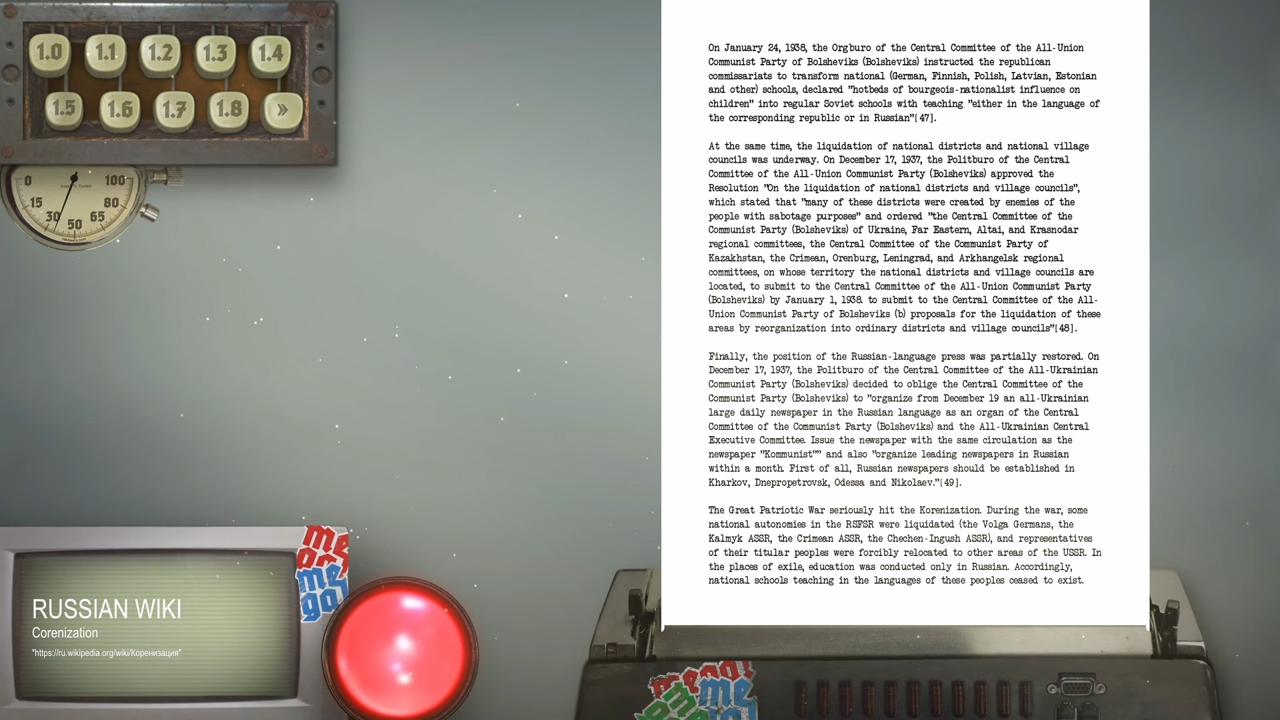 1.0 1.1 1.2 1.3 1.4
1.5 1.6 1.7 1.8 »
0 100
15 80
30 65
50
On January 24, 1938, the Orgburo of the Central Committee of the All-Union
Communist Party of Bolsheviks (Bolsheviks) instructed the republican
commissariats to transform national (German, Finnish, Polish, Latvian, Estonian
and other) schools, declared "hotbeds of bourgeois-nationalist influence on
children" into regular Soviet schools with teaching "either in the language of
the corresponding republic or in Russian"[47].
At the same time, the liquidation of national districts and national village
councils was underway. On December 17, 1937, the Politburo of the Central
Committee of the All-Union Communist Party (Bolsheviks) approved the
Resolution "On the liquidation of national districts and village councils",
which stated that "many of these districts were created by enemies of the
people with sabotage purposes" and ordered "the Central Committee of the
Communist Party (Bolsheviks) of Ukraine, Far Eastern, Altai, and Krasnodar
regional committees, the Central Committee of the Communist Party of
Kazakhstan, the Crimean, Orenburg, Leningrad, and Arkhangelsk regional
committees, on whose territory the national districts and village councils are
located, to submit to the Central Committee of the All-Union Communist Party
(Bolsheviks) by January 1, 1938. to submit to the Central Committee of the All-
Union Communist Party of Bolsheviks (b) proposals for the liquidation of these
areas by reorganization into ordinary districts and village councils"[48].
Finally, the position of the Russian-language press was partially restored. On
December 17, 1937, the Politburo of the Central Committee of the All-Ukrainian
Communist Party (Bolsheviks) decided to oblige the Central Committee of the
Communist Party (Bolsheviks) to "organize from December 19 an all-Ukrainian
large daily newspaper in the Russian language as an organ of the Central
Committee of the Communist Party (Bolsheviks) and the All-Ukrainian Central
Executive Committee. Issue the newspaper with the same circulation as the
newspaper "Kommunist"" and also "organize leading newspapers in Russian
within a month. First of all, Russian newspapers should be established in
Kharkov, Dnepropetrovsk, Odessa and Nikolaev."[49].
The Great Patriotic War seriously hit the Korenization. During the war, some
national autonomies in the RSFSR were liquidated (the Volga Germans, the
Kalmyk ASSR, the Crimean ASSR, the Chechen-Ingush ASSR), and representatives
of their titular peoples were forcibly relocated to other areas of the USSR. In
the places of exile, education was conducted only in Russian. Accordingly,
national schools teaching in the languages of these peoples ceased to exist.
RUSSIAN WIKI
Corenization
"https://ru.wikipedia.org/wiki/Коренизация"